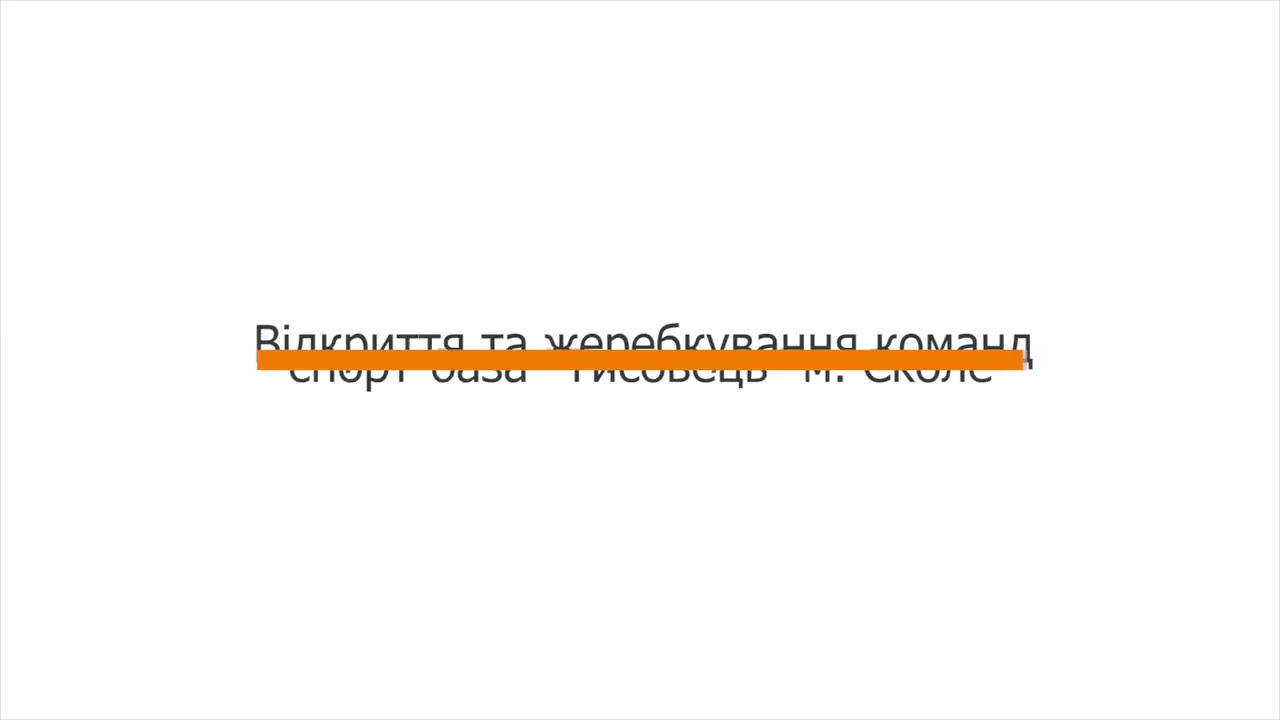 Відкриття та жеребкування команд
спорт база "Тисовець" м. Сколе